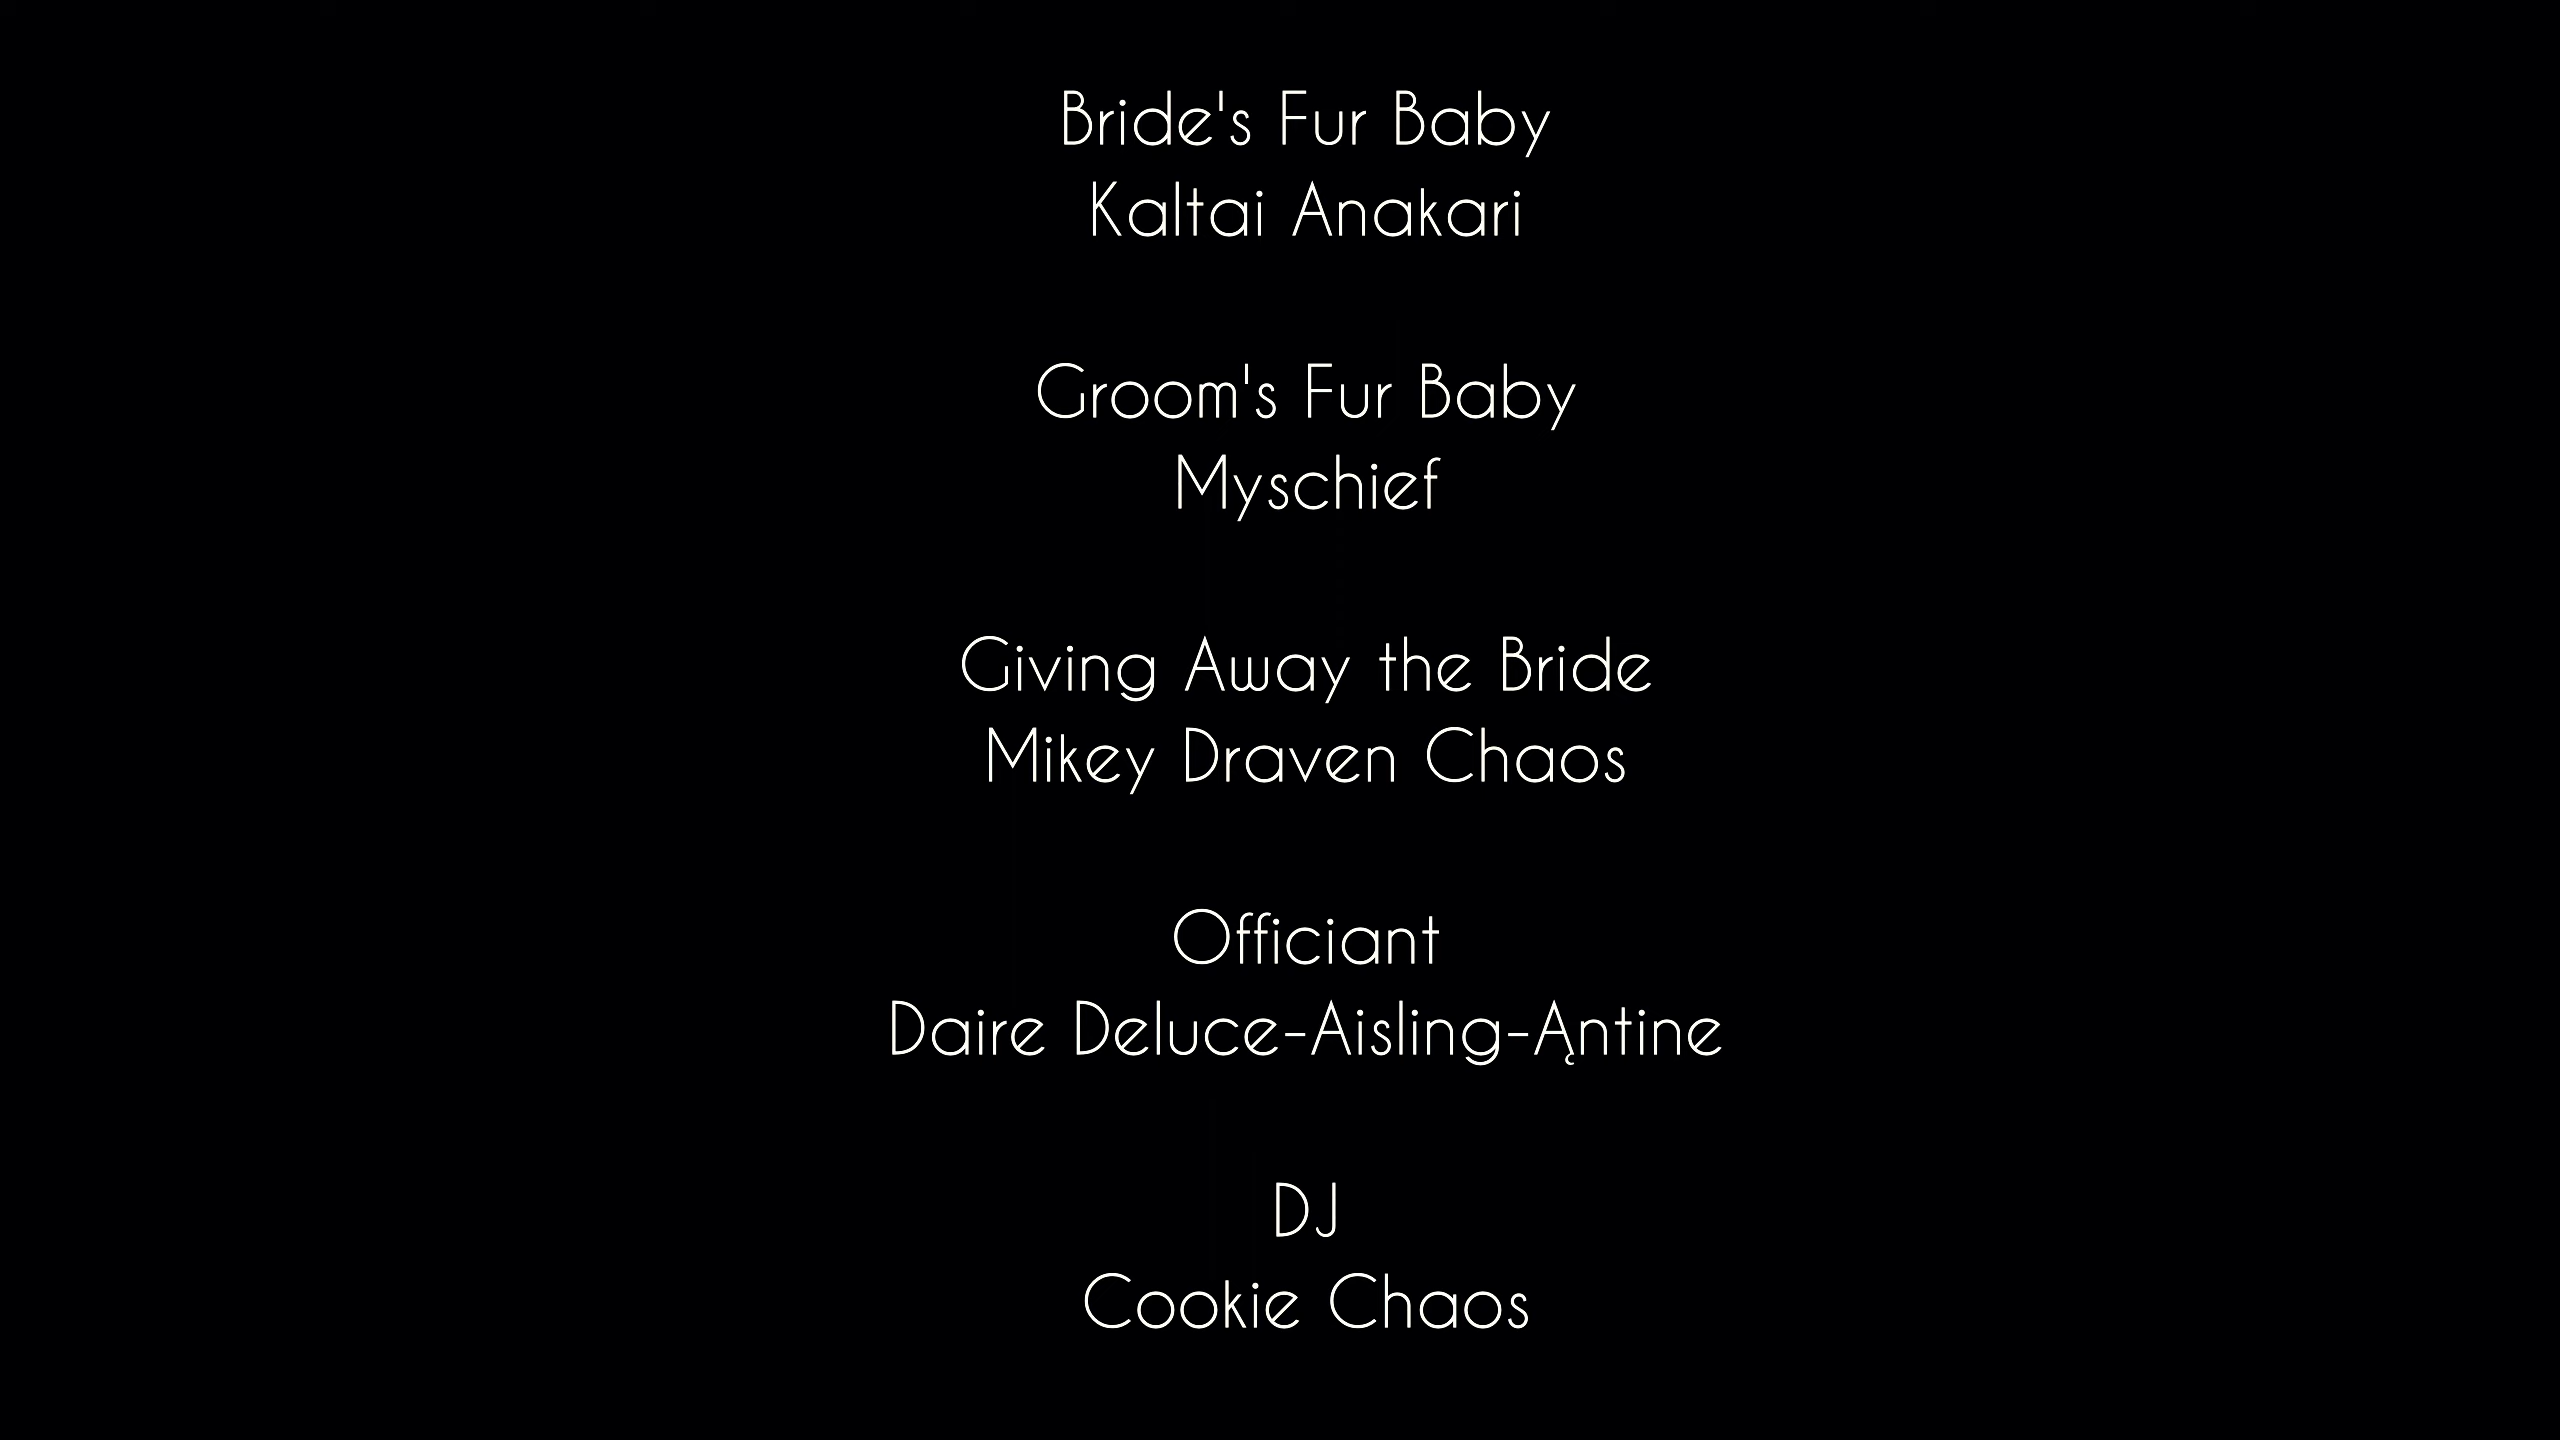 Bride's Fur Baby
Kaltai Anakari
Groom's Fur Baby
Myschief
Giving Away the Bride
Mikey Draven Chaos
Officiant
Daire Deluce-Aisling-Ąntine
DJ
Cookie Chaos